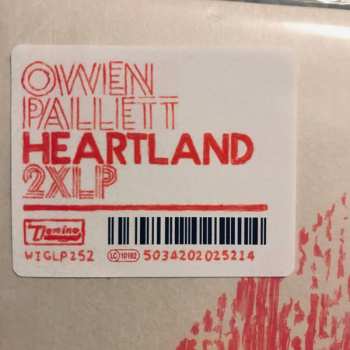 OWEN
PALLETT
HEARTLAND
2XLP
Domino
WIGLP252
LC 10192 5034202025214